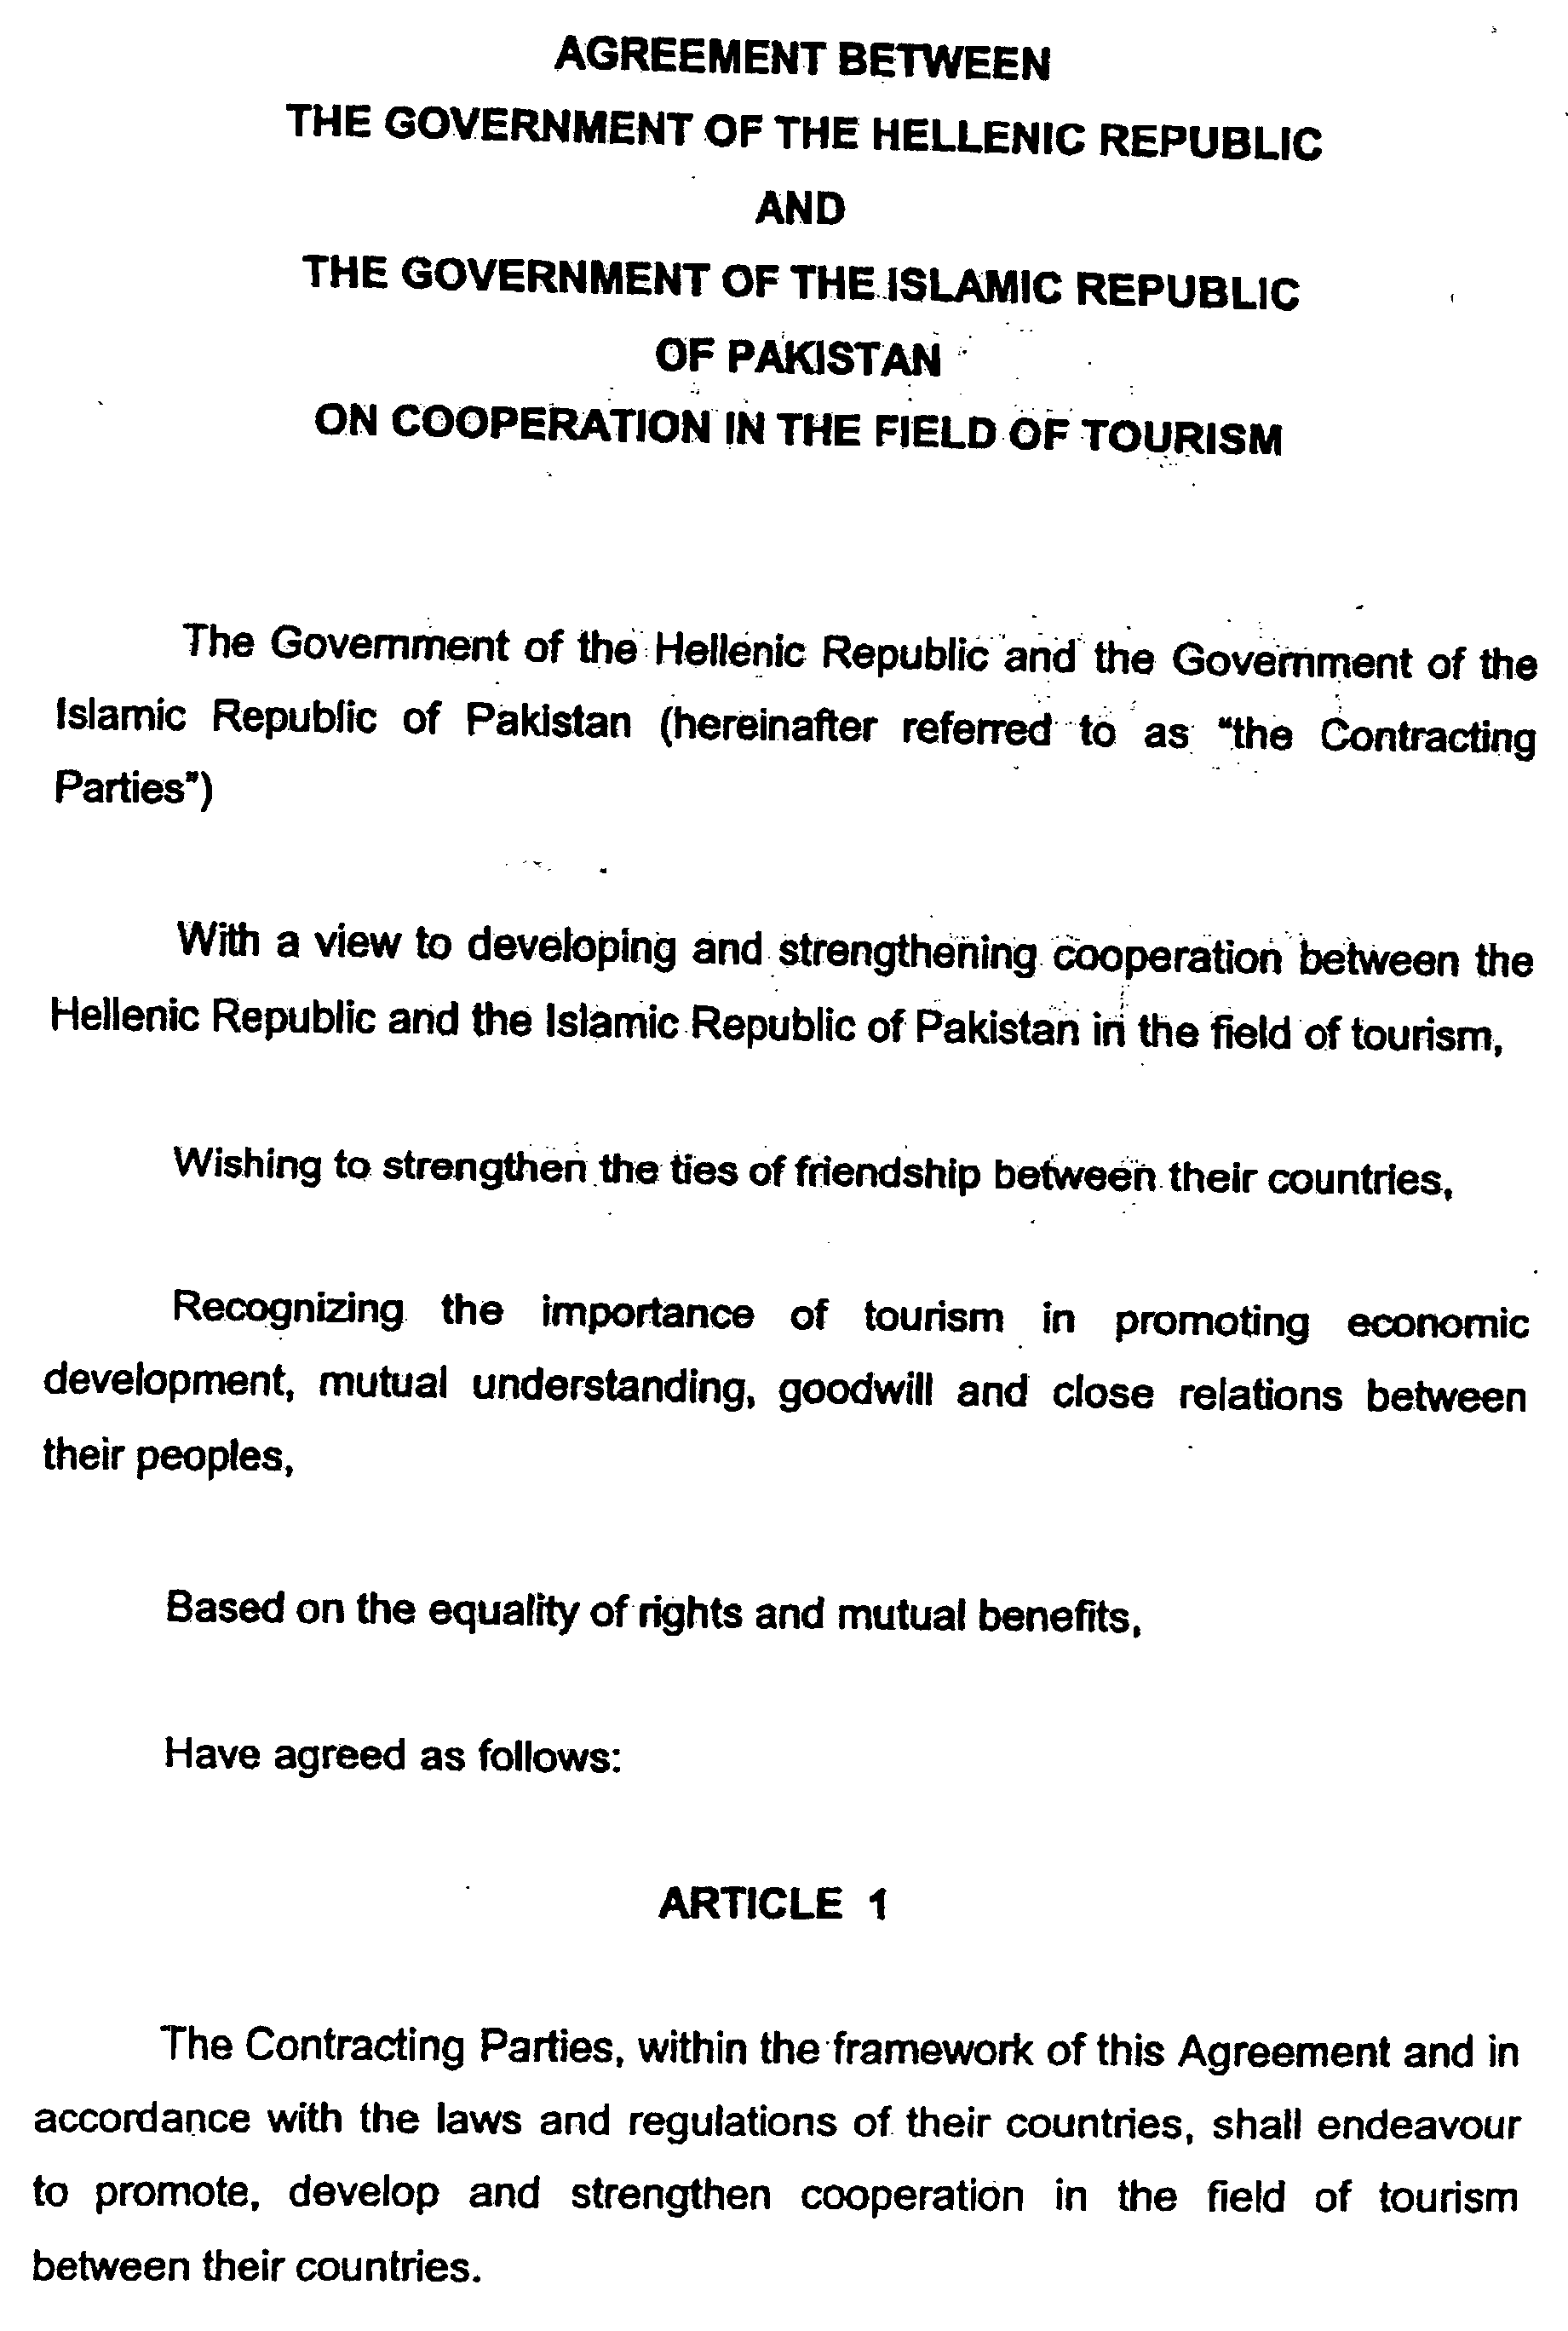 AGREEMENT BETWEEN
THE GOVERNMENT OF THE HELLENIC REPUBLIC
AND
THE GOVERNMENT OF THE ISLAMIC REPUBLIC
OF PAKISTAN
ON COOPERATION IN THE FIELD OF TOURISM
The Government of the Hellenic Republic and the Government of the
Islamic Republic of Pakistan (hereinafter referred to as “the Contracting
Parties”)
With a view to developing and strengthening cooperation between the
Hellenic Republic and the Islamic Republic of Pakistan in the field of tourism,
Wishing to strengthen the ties of friendship between their countries,
Recognizing the importance of tourism in promoting economic
development, mutual understanding, goodwill and close relations between
their peoples,
Based on the equality of rights and mutual benefits,
Have agreed as follows:
ARTICLE 1
The Contracting Parties, within the framework of this Agreement and in
accordance with the laws and regulations of their countries, shall endeavour
to promote, develop and strengthen cooperation in the field of tourism
between their countries.